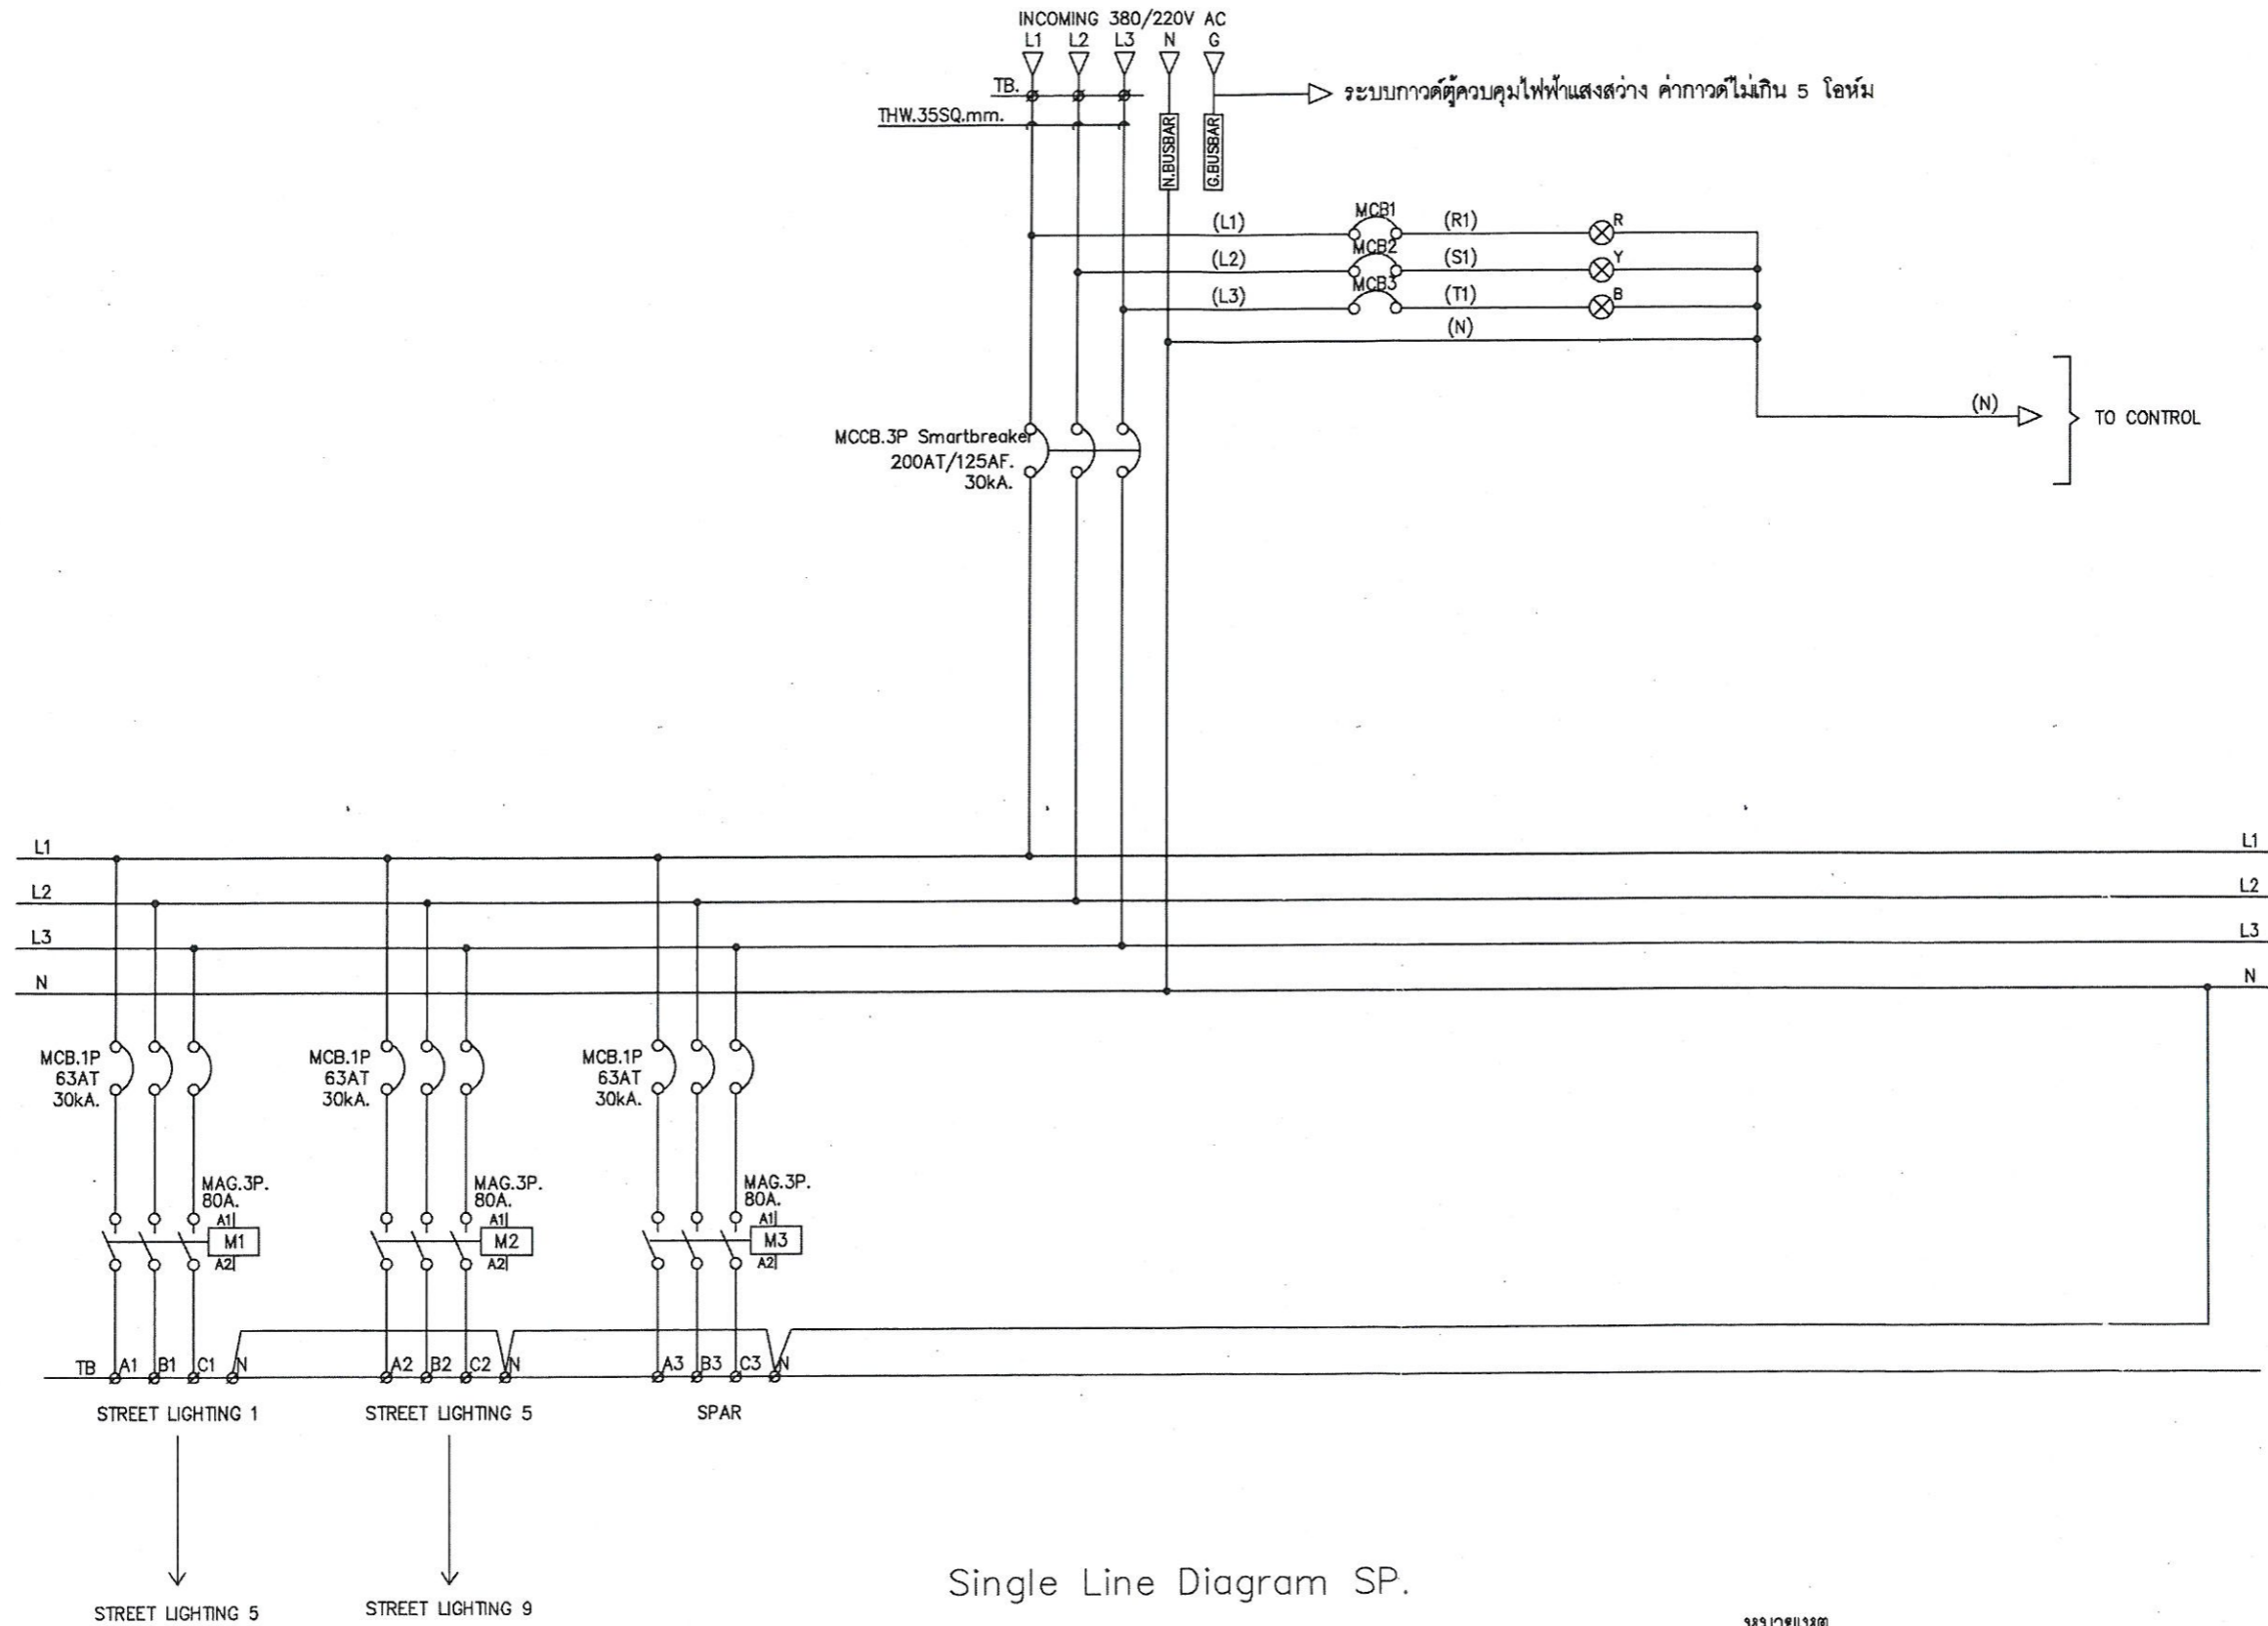 INCOMING 380/220V AC
L1 L2 L3 N G
TB.
ระบบกาวด์ตู้ควบคุมไฟฟ้าแสงสว่าง ค่ากาวด์ไม่เกิน 5 โอห์ม
THW.35SQ.mm.
N.BUSBAR
G.BUSBAR
(L1) MCB1 (R1) R
(L2) MCB2 (S1) Y
(L3) MCB3 (T1) B
(N)
(N) TO CONTROL
MCCB.3P Smartbreaker
200AT/125AF.
30kA.
L1 L1
L2 L2
L3 L3
N N
MCB.1P
63AT
30kA.
MCB.1P
63AT
30kA.
MCB.1P
63AT
30kA.
MAG.3P.
80A.
A1
M1
A2
MAG.3P.
80A.
A1
M2
A2
MAG.3P.
80A.
A1
M3
A2
TB A1 B1 C1 N A2 B2 C2 N A3 B3 C3 N
STREET LIGHTING 1 STREET LIGHTING 5 SPAR
STREET LIGHTING 5 STREET LIGHTING 9
Single Line Diagram SP.